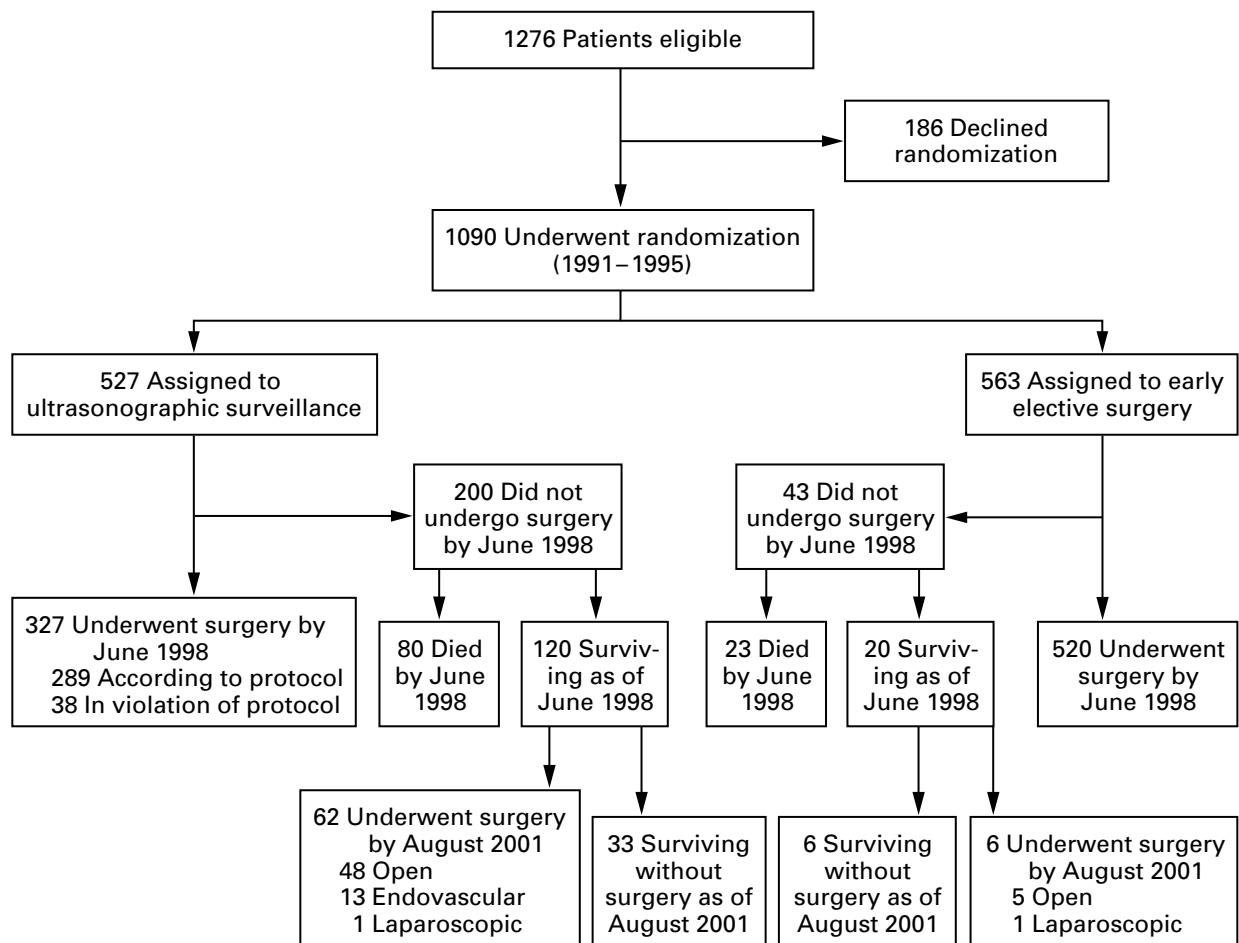 1276 Patients eligible
186 Declined
randomization
1090 Underwent randomization
(1991–1995)
527 Assigned to
ultrasonographic surveillance
563 Assigned to early
elective surgery
200 Did not
undergo surgery
by June 1998
43 Did not
undergo surgery
by June 1998
327 Underwent surgery by
June 1998
289 According to protocol
38 In violation of protocol
80 Died
by June
1998
120 Surviv-
ing as of
June 1998
23 Died
by June
1998
20 Surviv-
ing as of
June 1998
520 Underwent
surgery by
June 1998
62 Underwent surgery
by August 2001
48 Open
13 Endovascular
1 Laparoscopic
33 Surviving
without
surgery as of
August 2001
6 Surviving
without
surgery as of
August 2001
6 Underwent surgery
by August 2001
5 Open
1 Laparoscopic